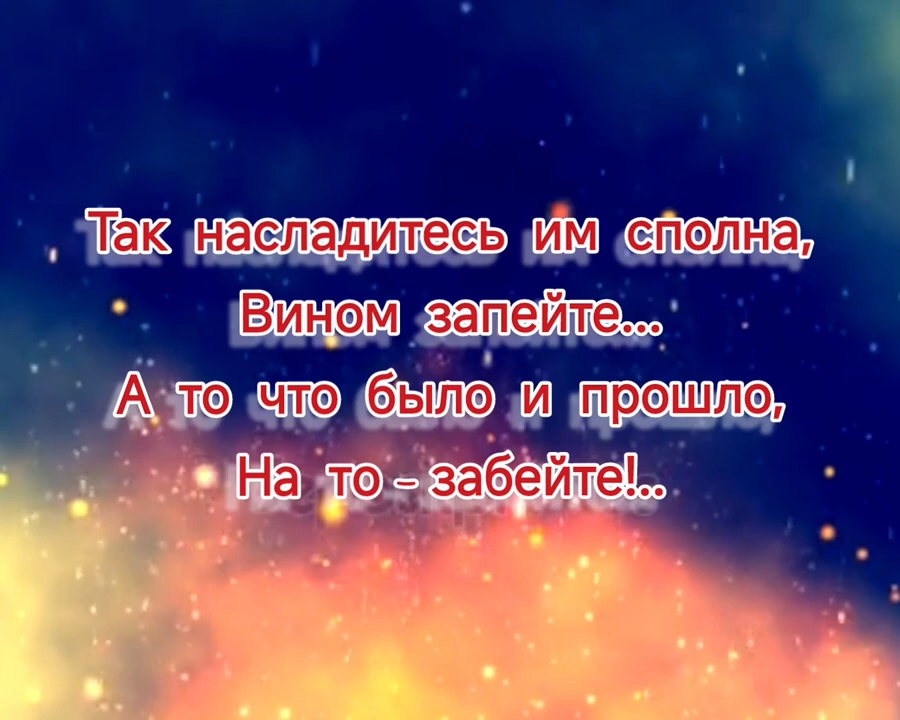 Так насладитесь им сполна,
Вином запейте...
А то что было и прошло,
На то - забейте!..